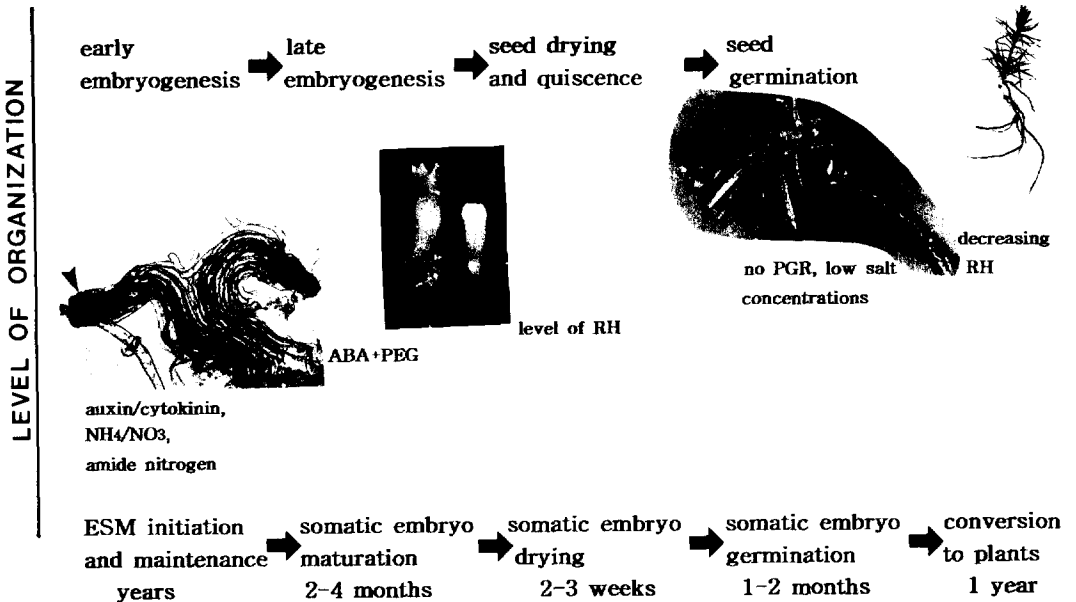 LEVEL OF ORGANIZATION
early
embryogenesis
late
embryogenesis
seed drying
and quiscence
seed
germination
decreasing
RH
no PGR, low salt
concentrations
level of RH
ABA+PEG
auxin/cytokinin,
NH4/NO3,
amide nitrogen
ESM initiation
and maintenance
years
somatic embryo
maturation
2-4 months
somatic embryo
drying
2-3 weeks
somatic embryo
germination
1-2 months
conversion
to plants
1 year